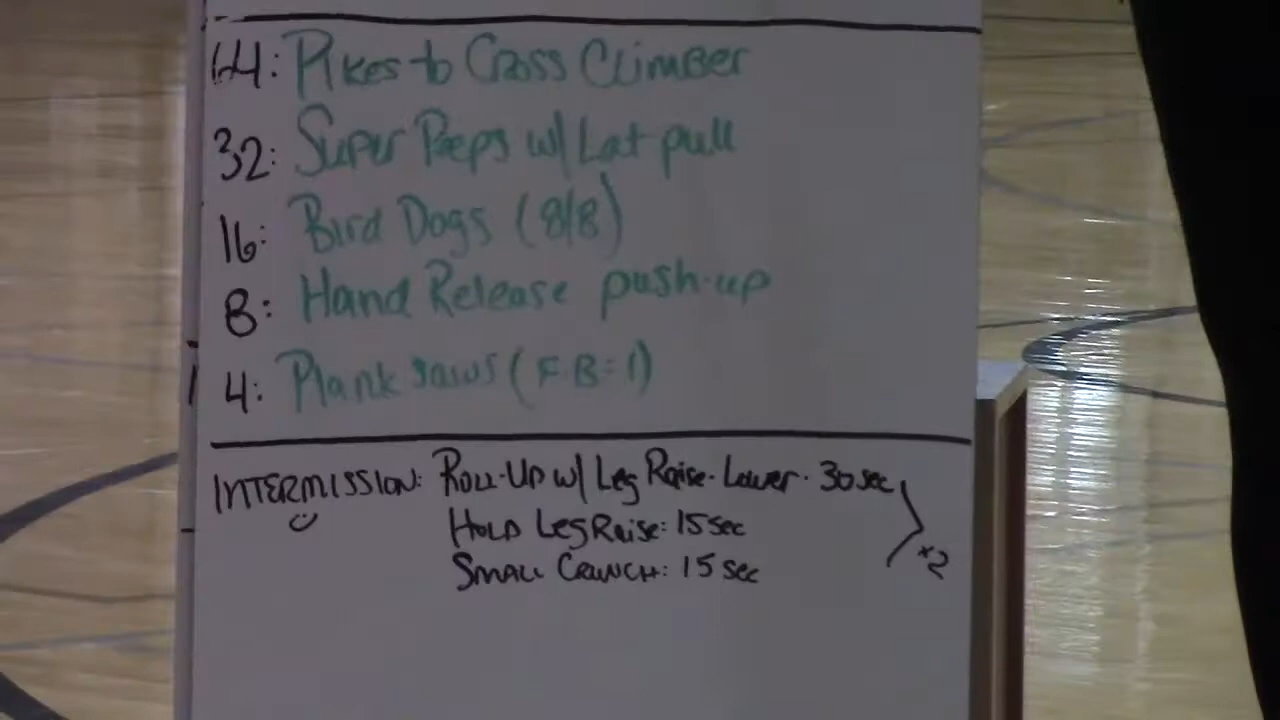 64: Pikes to Cross Climber
32: Super Peeps w/ Lat pull
16: Bird Dogs (8/8)
8: Hand Release push-up
4: Plank saws (FB=1)
INTERMISSION: ROLL-UP w/ Leg Raise-Lower. 30 sec
HOLD Leg Raise: 15 sec
SMALL CRUNCH: 15 sec
x2